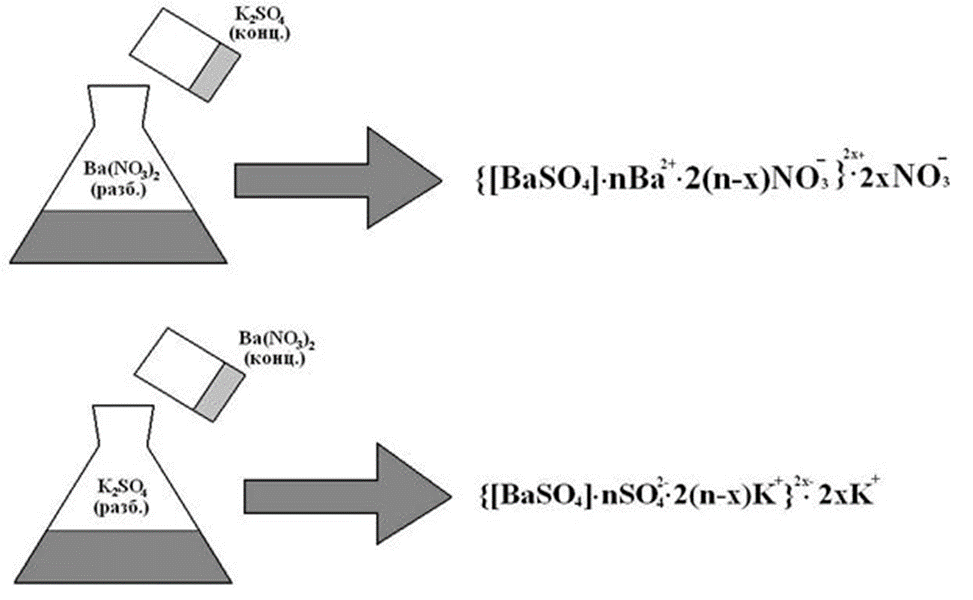 K₂SO₄
(конц.)
Ba(NO₃)₂
(разб.)
{[BaSO₄]·nBa²⁺·2(n-x)NO₃⁻}²ˣ⁺·2xNO₃⁻
Ba(NO₃)₂
(конц.)
K₂SO₄
(разб.)
{[BaSO₄]·nSO₄²⁻·2(n-x)K⁺}²ˣ⁻·2xK⁺